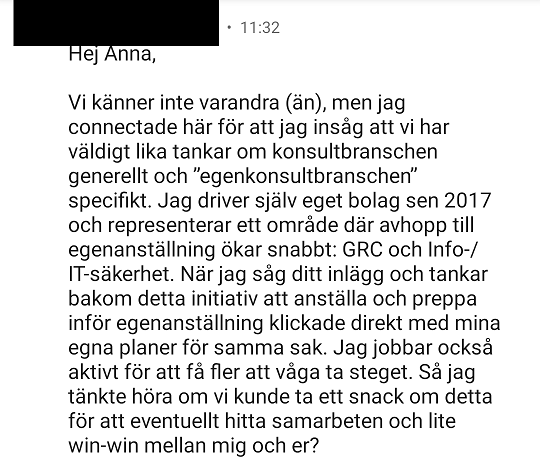 • 11:32
Hej Anna,
Vi känner inte varandra (än), men jag
connectade här för att jag insåg att vi har
väldigt lika tankar om konsultbranschen
generellt och ”egenkonsultbranschen”
specifikt. Jag driver själv eget bolag sen 2017
och representerar ett område där avhopp till
egenanställning ökar snabbt: GRC och Info-/
IT-säkerhet. När jag såg ditt inlägg och tankar
bakom detta initiativ att anställa och preppa
inför egenanställning klickade direkt med mina
egna planer för samma sak. Jag jobbar också
aktivt för att få fler att våga ta steget. Så jag
tänkte höra om vi kunde ta ett snack om detta
för att eventuellt hitta samarbeten och lite
win-win mellan mig och er?